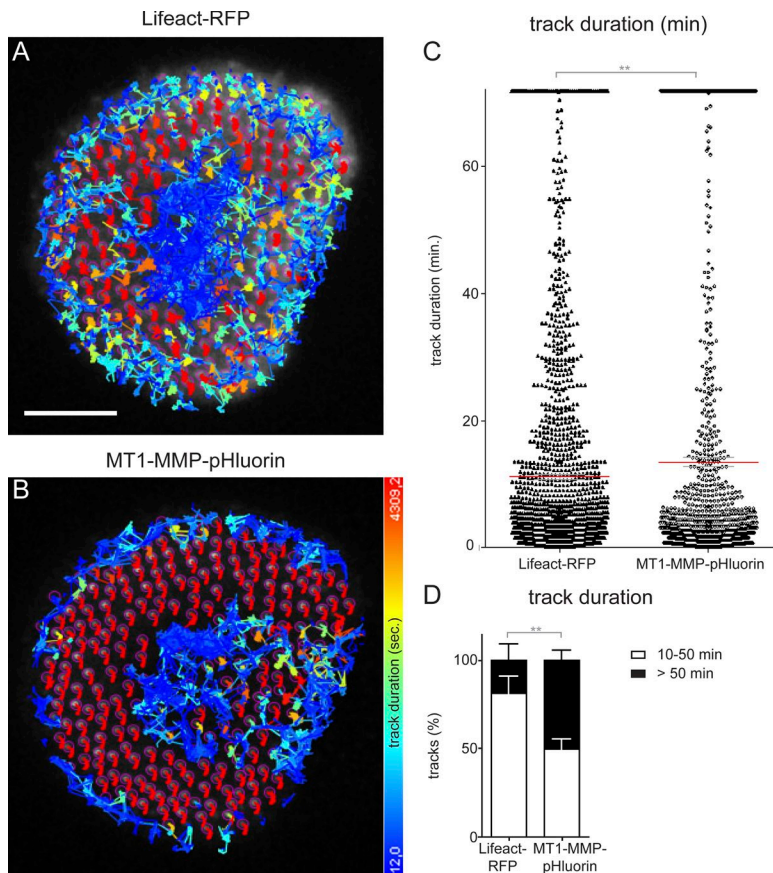 Lifeact-RFP
A
MT1-MMP-pHluorin
B
4309,2
track duration (sec.)
12,0
track duration (min)
C
**
track duration (min.)
60
40
20
0
Lifeact-RFP
MT1-MMP-pHluorin
D
track duration
**
tracks (%)
100
50
0
Lifeact-
RFP
MT1-MMP-
pHluorin
10-50 min
> 50 min